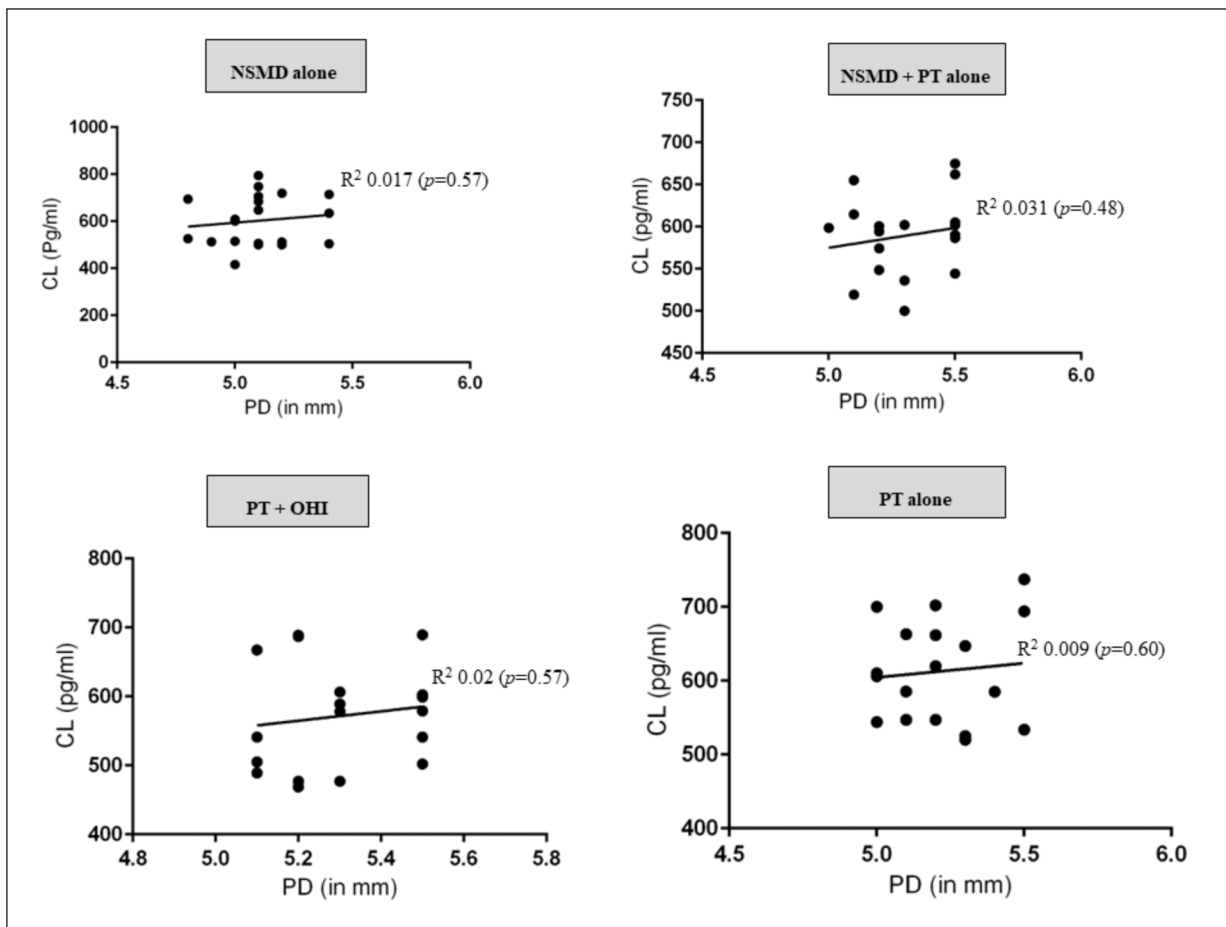 NSMD alone
1000
800
600
400
200
0
CL (Pg/ml)
R² 0.017 (p=0.57)
4.5 5.0 5.5 6.0
PD (in mm)
NSMD + PT alone
750
700
650
600
550
500
450
CL (pg/ml)
R² 0.031 (p=0.48)
4.5 5.0 5.5 6.0
PD (in mm)
PT + OHI
800
700
600
500
400
CL (pg/ml)
R² 0.02 (p=0.57)
4.8 5.0 5.2 5.4 5.6 5.8
PD (in mm)
PT alone
800
700
600
500
400
CL (pg/ml)
R² 0.009 (p=0.60)
4.5 5.0 5.5 6.0
PD (in mm)